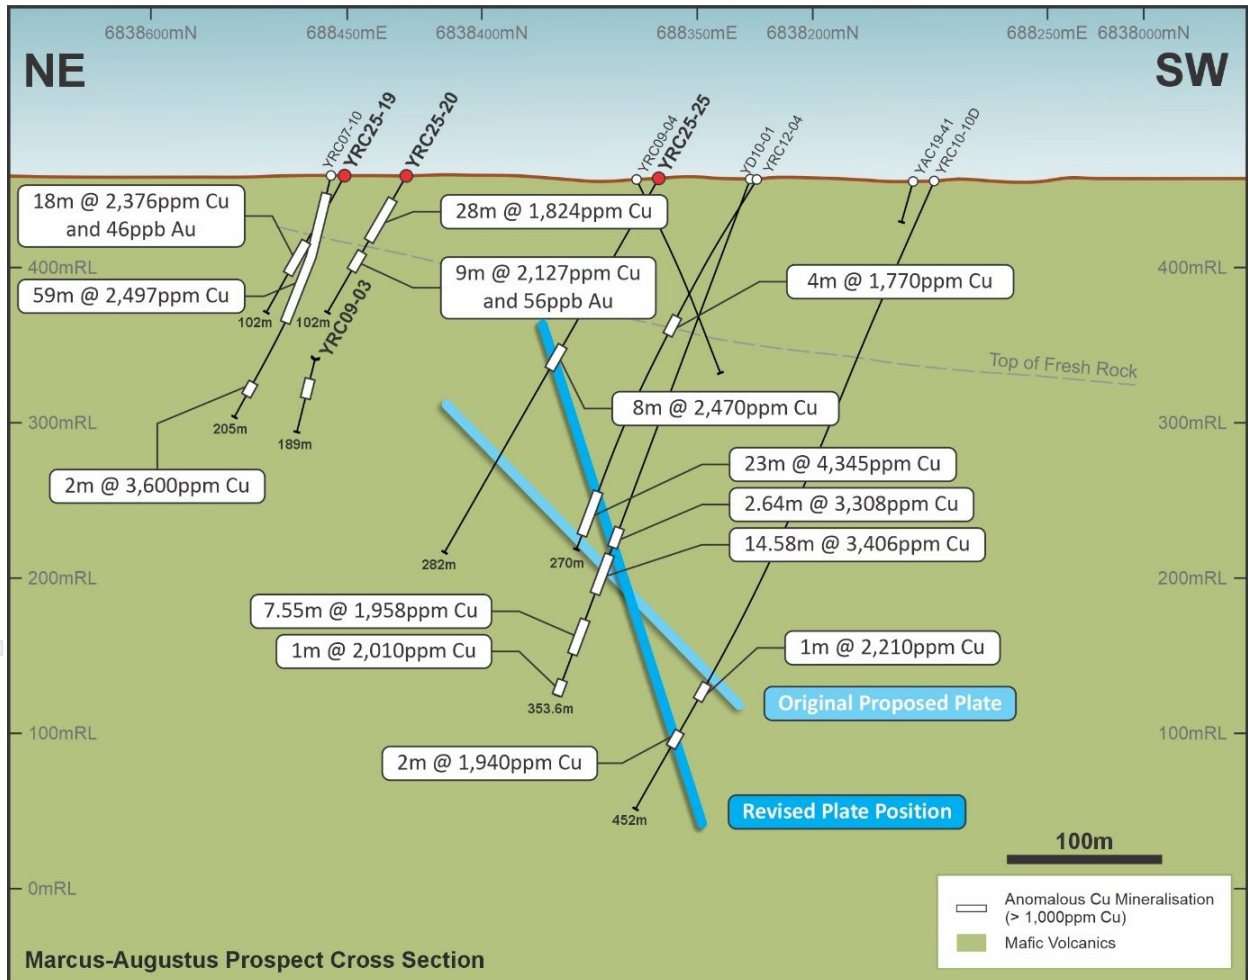 6838600mN
688450mE
6838400mN
688350mE
6838200mN
688250mE
6838000mN
NE
SW
YRC07-10
YRC25-19
YRC25-20
YRC09-04
YRC25-25
YD10-01
YRC12-04
YAC19-41
YRC10-10D
18m @ 2,376ppm Cu
and 46ppb Au
28m @ 1,824ppm Cu
400mRL
9m @ 2,127ppm Cu
and 56ppb Au
4m @ 1,770ppm Cu
400mRL
59m @ 2,497ppm Cu
102m
102m
YRC09-03
Top of Fresh Rock
300mRL
8m @ 2,470ppm Cu
300mRL
205m
189m
2m @ 3,600ppm Cu
23m @ 4,345ppm Cu
2.64m @ 3,308ppm Cu
14.58m @ 3,406ppm Cu
282m
270m
200mRL
200mRL
7.55m @ 1,958ppm Cu
1m @ 2,010ppm Cu
1m @ 2,210ppm Cu
353.6m
Original Proposed Plate
100mRL
100mRL
2m @ 1,940ppm Cu
452m
Revised Plate Position
100m
0mRL
Anomalous Cu Mineralisation
(> 1,000ppm Cu)
Mafic Volcanics
Marcus-Augustus Prospect Cross Section